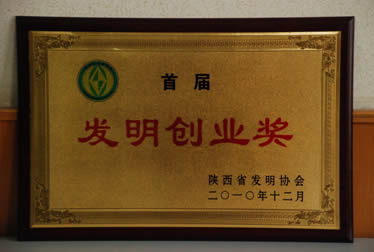 首届
发明创业奖
陕西省发明协会
二〇一〇年十二月